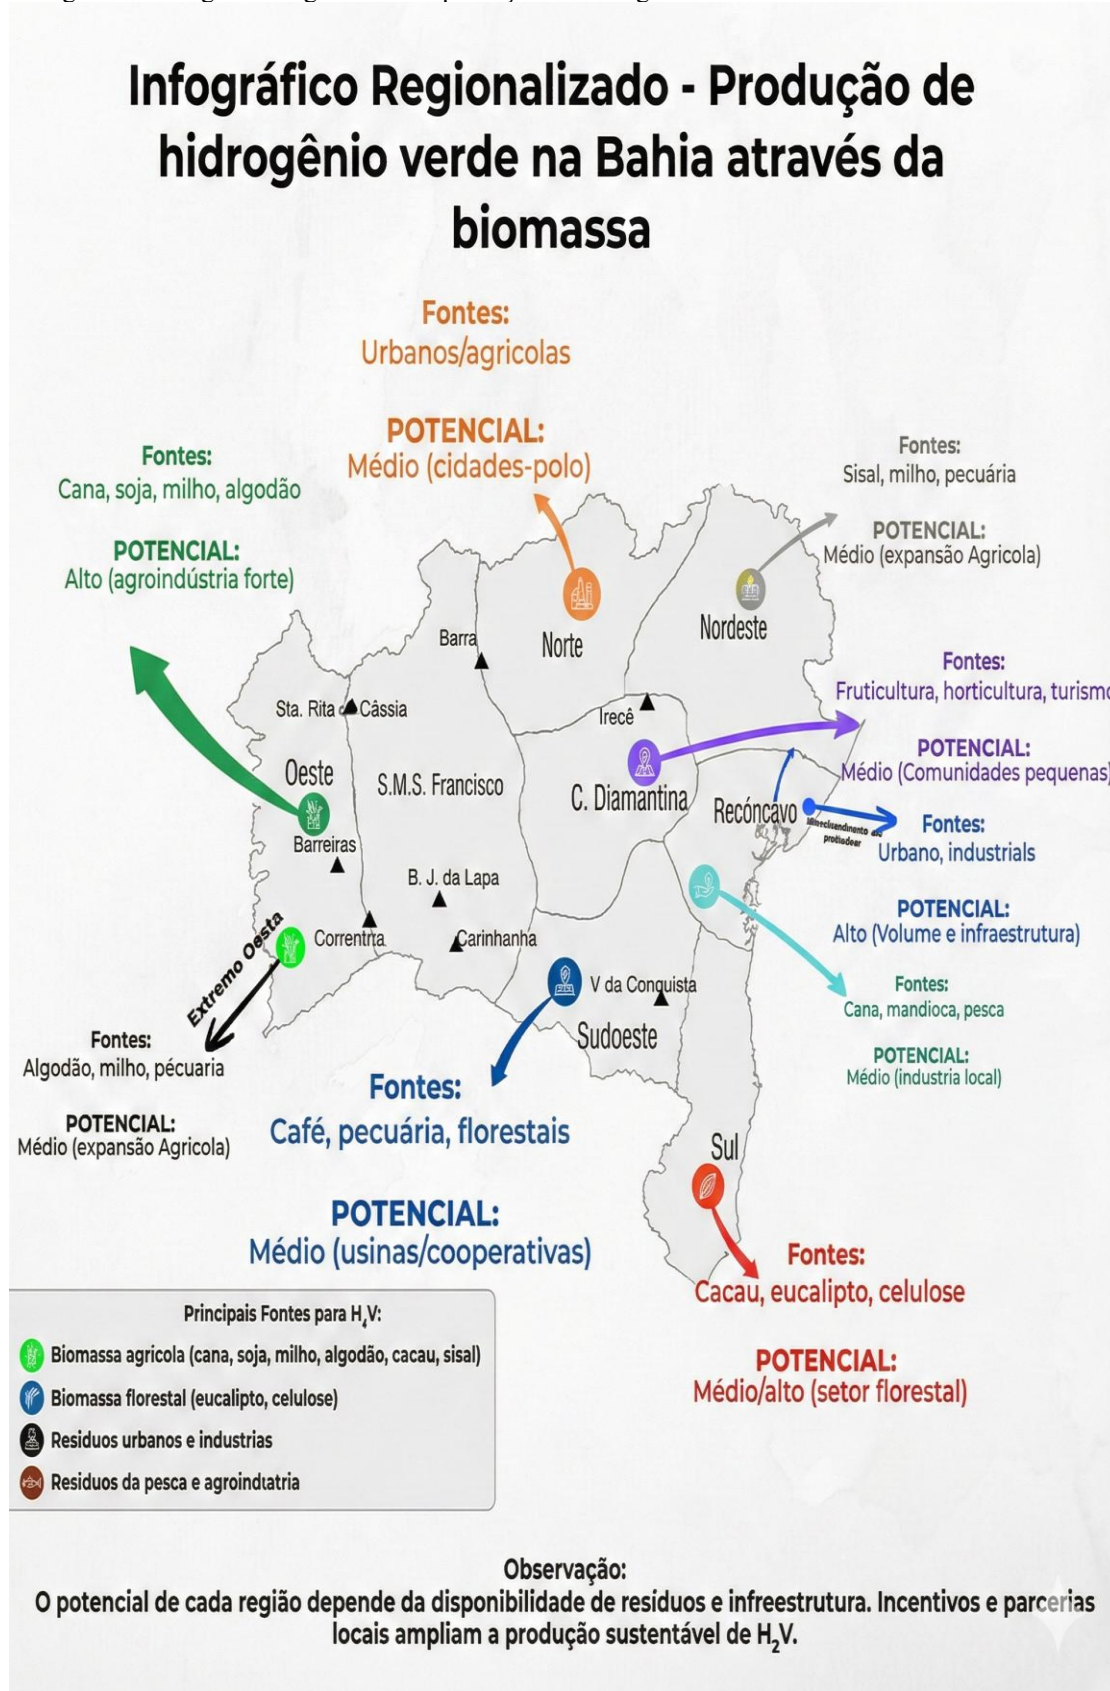 Infográfico Regionalizado - Produção de
hidrogênio verde na Bahia através da
biomassa
Fontes:
Urbanos/agricolas
POTENCIAL:
Médio (cidades-polo)
Fontes:
Cana, soja, milho, algodão
POTENCIAL:
Alto (agroindústria forte)
Fontes:
Sisal, milho, pecuária
POTENCIAL:
Médio (expansão Agricola)
Norte
Nordeste
Barra
Fontes:
Fruticultura, horticultura, turismo
POTENCIAL:
Médio (Comunidades pequenas)
Sta. Rita Câssia
Irecê
Oeste
S.M.S. Francisco
C. Diamantina
Recóncavo
Barreiras
Fontes:
Urbano, industrials
POTENCIAL:
Alto (Volume e infraestrutura)
B. J. da Lapa
Correntta
Carinhanha
Extremo Oesta
V da Conquista
Sudoeste
Fontes:
Cana, mandioca, pesca
POTENCIAL:
Médio (industria local)
Fontes:
Algodão, milho, pécuaria
POTENCIAL:
Médio (expansão Agricola)
Fontes:
Café, pecuária, florestais
POTENCIAL:
Médio (usinas/cooperativas)
Sul
Fontes:
Cacau, eucalipto, celulose
POTENCIAL:
Médio/alto (setor florestal)
Principais Fontes para H₄V:
Biomassa agrícola (cana, soja, milho, algodão, cacau, sisal)
Biomassa florestal (eucalipto, celulose)
Residuos urbanos e industrias
Residuos da pesca e agroindtatria
Observação:
O potencial de cada região depende da disponibilidade de resíduos e infreestrutura. Incentivos e parcerias
locais ampliam a produção sustentável de H₂V.